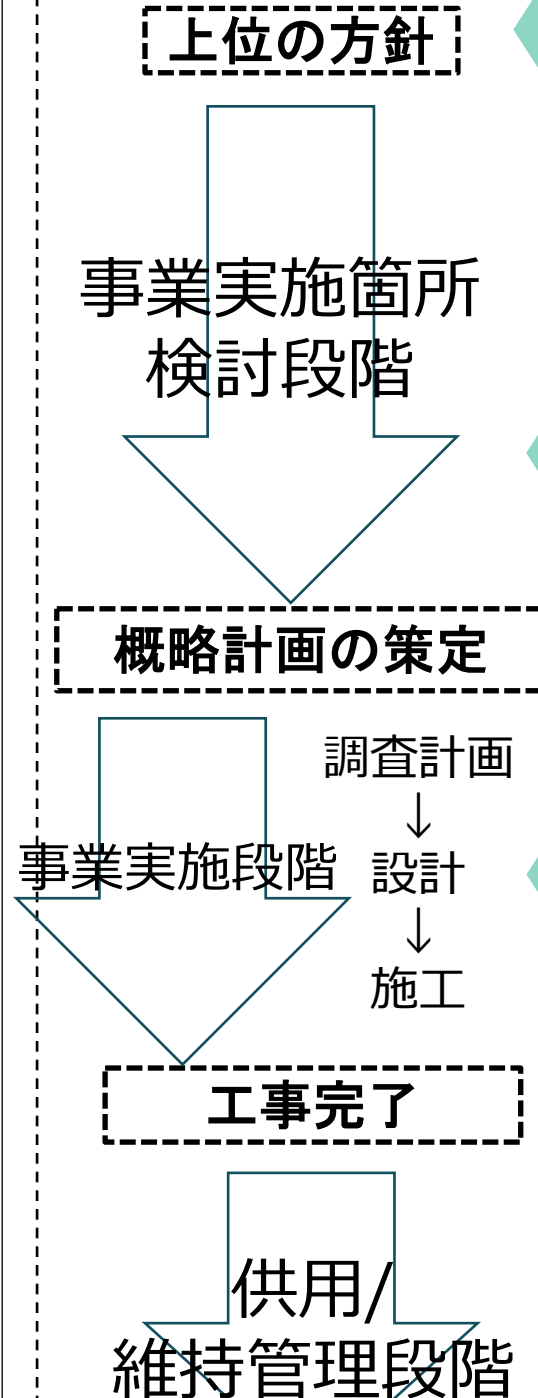 上位の方針
事業実施箇所
検討段階
概略計画の策定
調査計画
↓
事業実施段階
設計
↓
施工
工事完了
供用/
維持管理段階